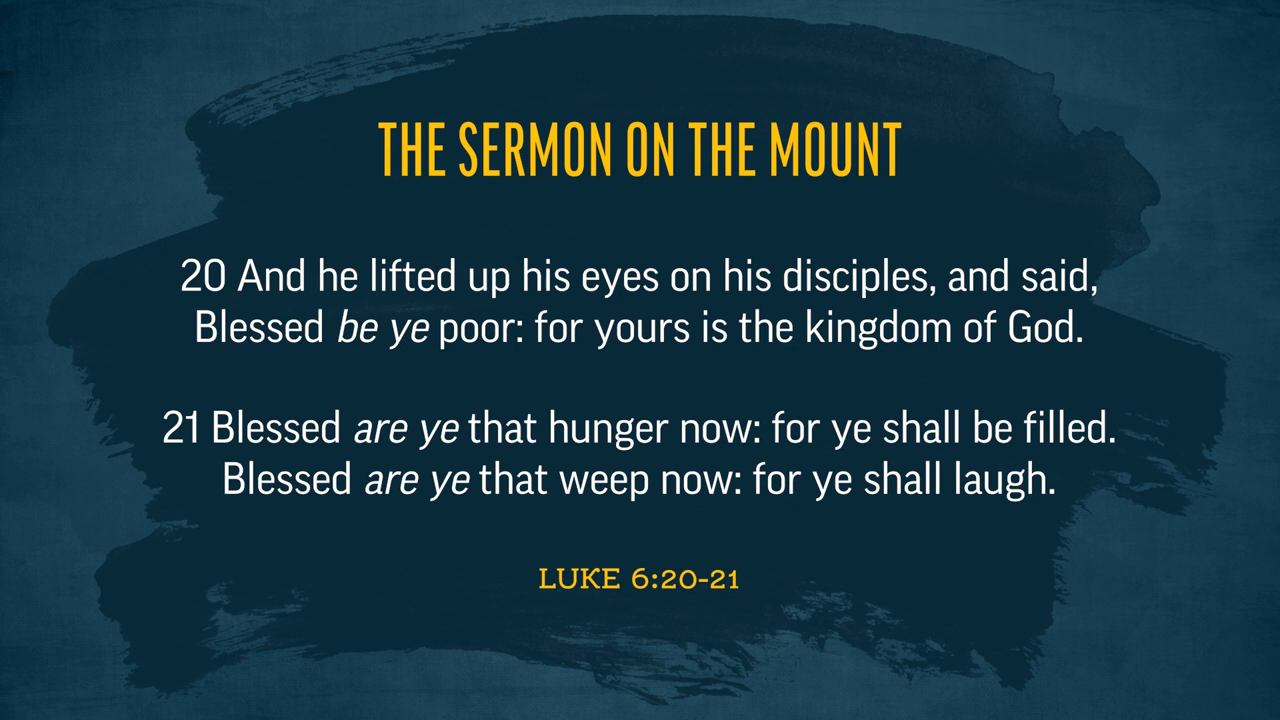 THE SERMON ON THE MOUNT
20 And he lifted up his eyes on his disciples, and said,
Blessed be ye poor: for yours is the kingdom of God.
21 Blessed are ye that hunger now: for ye shall be filled.
Blessed are ye that weep now: for ye shall laugh.
LUKE 6:20-21